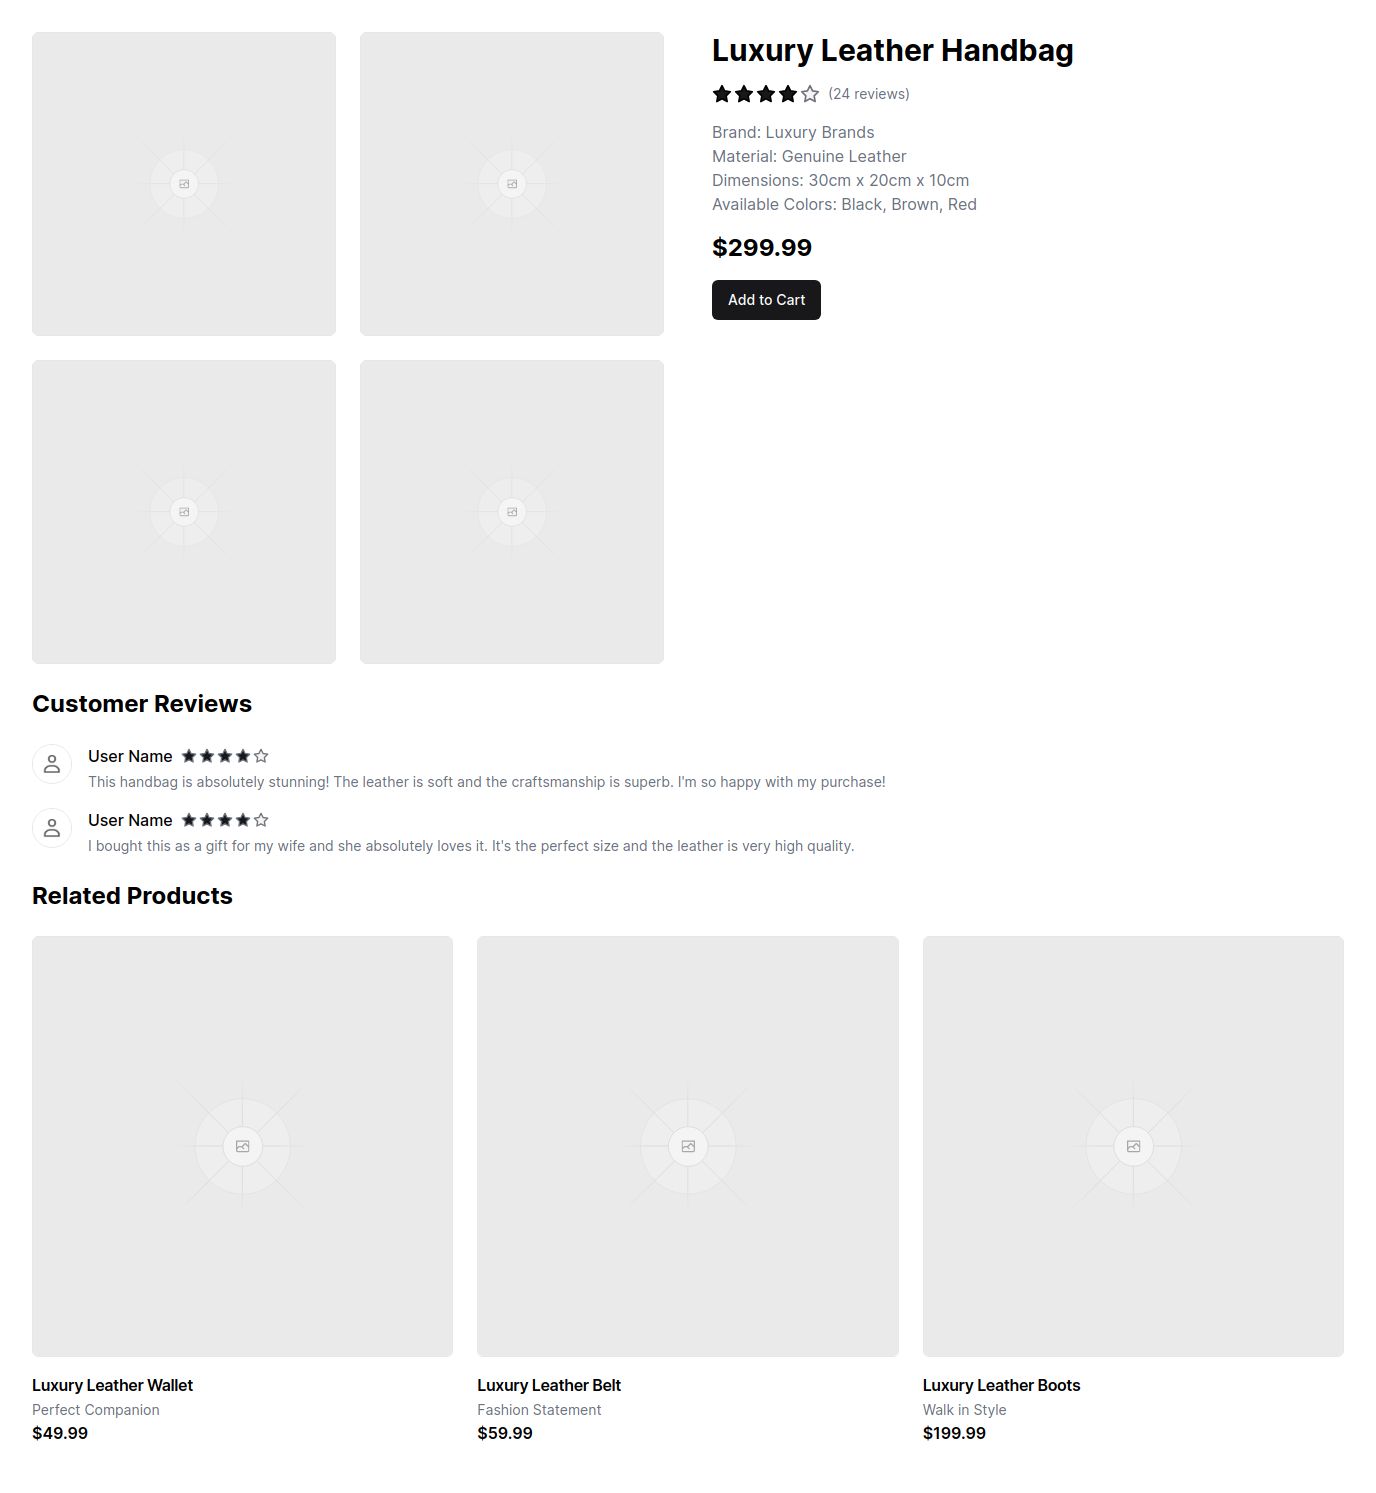 Luxury Leather Handbag
(24 reviews)
Brand: Luxury Brands
Material: Genuine Leather
Dimensions: 30cm x 20cm x 10cm
Available Colors: Black, Brown, Red
$299.99
Add to Cart
Customer Reviews
User Name
This handbag is absolutely stunning! The leather is soft and the craftsmanship is superb. I'm so happy with my purchase!
User Name
I bought this as a gift for my wife and she absolutely loves it. It's the perfect size and the leather is very high quality.
Related Products
Luxury Leather Wallet
Perfect Companion
$49.99
Luxury Leather Belt
Fashion Statement
$59.99
Luxury Leather Boots
Walk in Style
$199.99